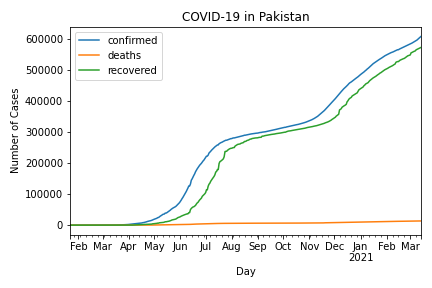 COVID-19 in Pakistan
confirmed
deaths
recovered
Number of Cases
600000
500000
400000
300000
200000
100000
0
Feb Mar Apr May Jun Jul Aug Sep Oct Nov Dec Jan Feb Mar
2021
Day